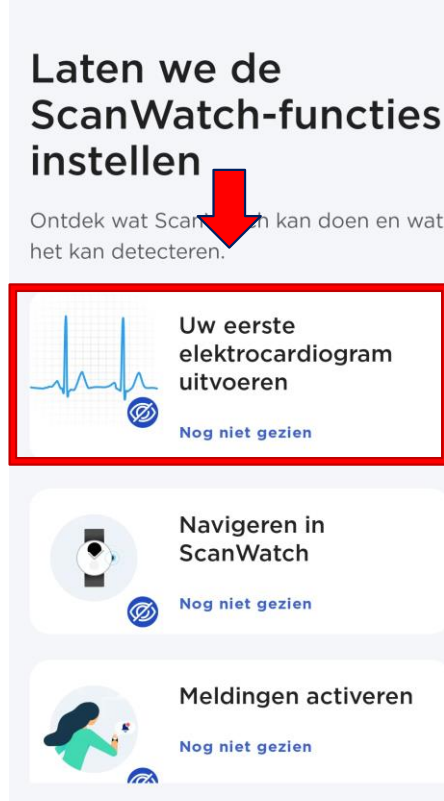 Laten we de
ScanWatch-functies
instellen
Ontdek wat Scan kan doen en wat
het kan detecteren.
Uw eerste
elektrocardiogram
uitvoeren
Nog niet gezien
Navigeren in
ScanWatch
Nog niet gezien
Meldingen activeren
Nog niet gezien